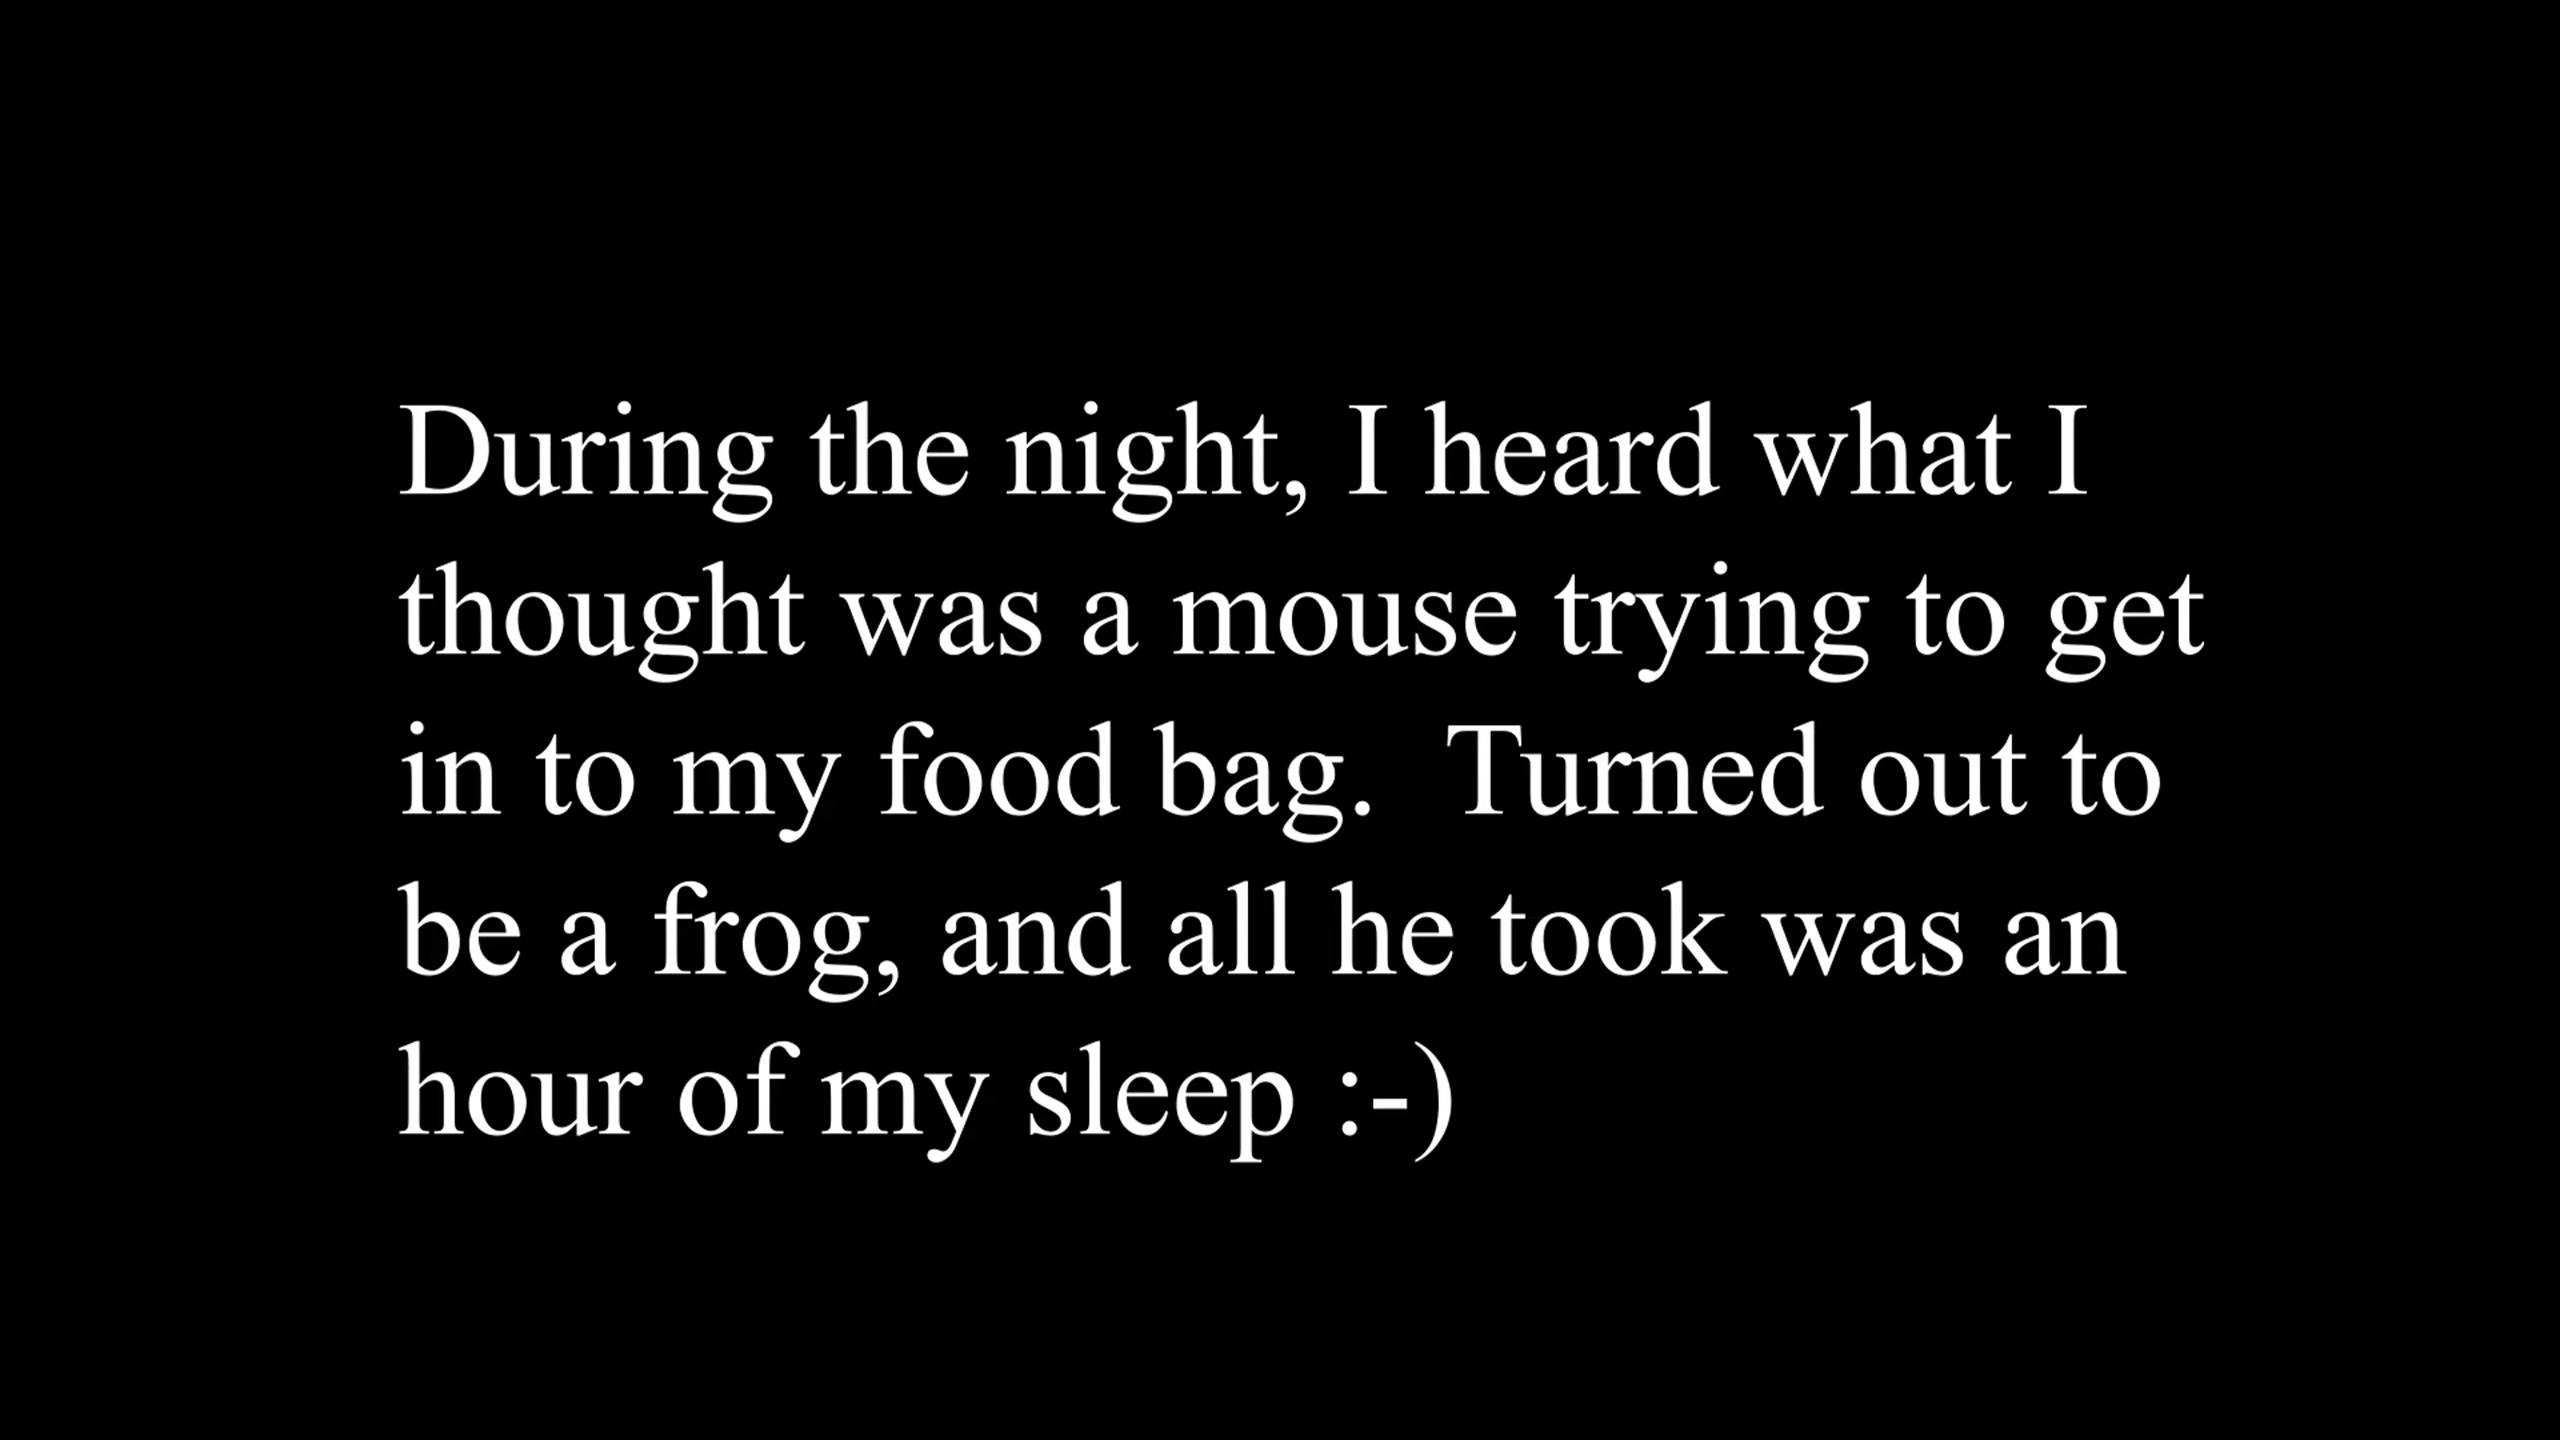 During the night, I heard what I
thought was a mouse trying to get
in to my food bag.  Turned out to
be a frog, and all he took was an
hour of my sleep :-)